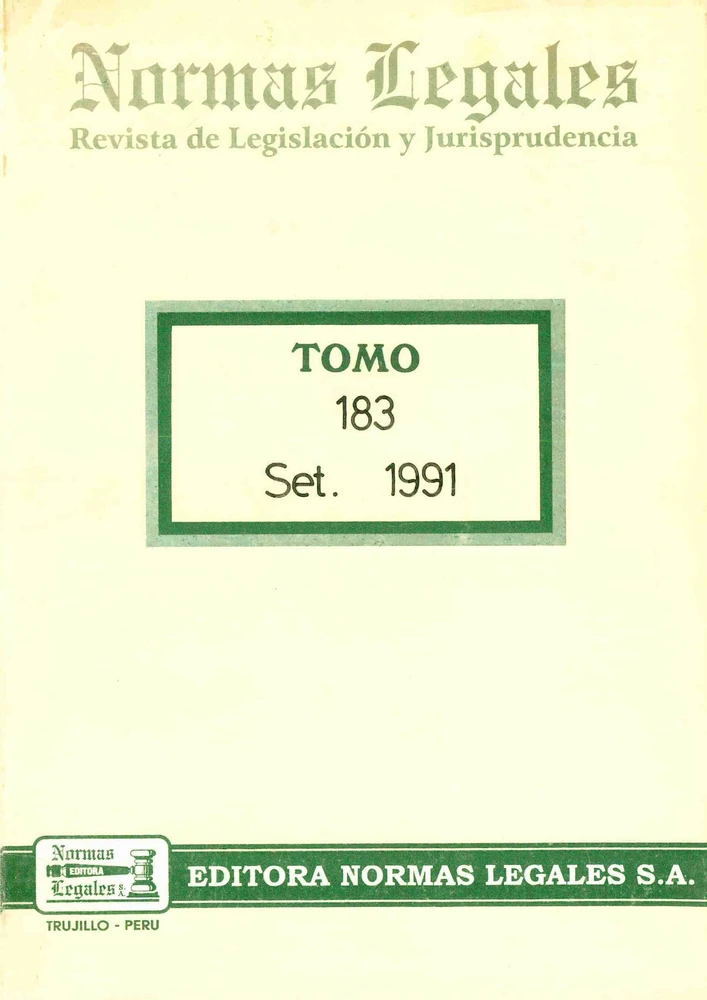 Normas Legales
Revista de Legislación y Jurisprudencia
TOMO
183
Set. 1991
Normas
EDITORA
Legales S.A.
EDITORA NORMAS LEGALES S.A.
TRUJILLO - PERU